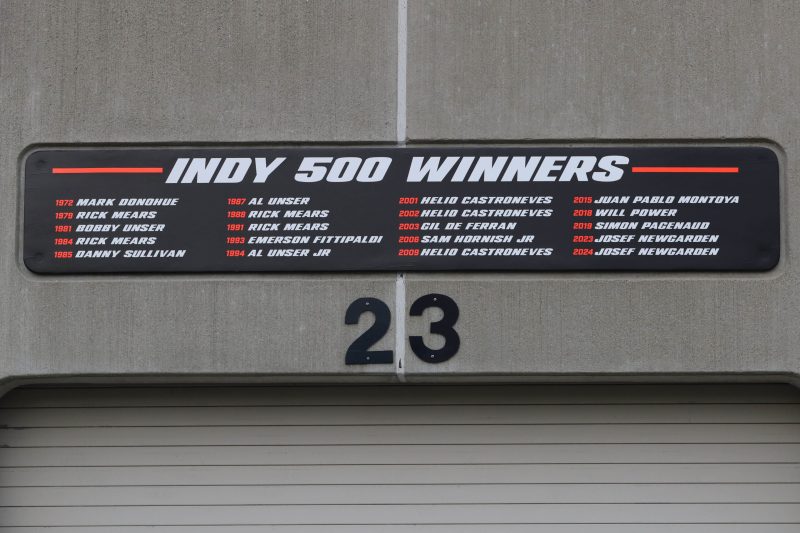 INDY 500 WINNERS
1972 MARK DONOHUE
1979 RICK MEARS
1981 BOBBY UNSER
1984 RICK MEARS
1985 DANNY SULLIVAN
1987 AL UNSER
1988 RICK MEARS
1991 RICK MEARS
1993 EMERSON FITTIPALDI
1994 AL UNSER JR
2001 HELIO CASTRONEVES
2002 HELIO CASTRONEVES
2003 GIL DE FERRAN
2006 SAM HORNISH JR
2009 HELIO CASTRONEVES
2015 JUAN PABLO MONTOYA
2018 WILL POWER
2019 SIMON PAGENAUD
2023 JOSEF NEWGARDEN
2024 JOSEF NEWGARDEN
23